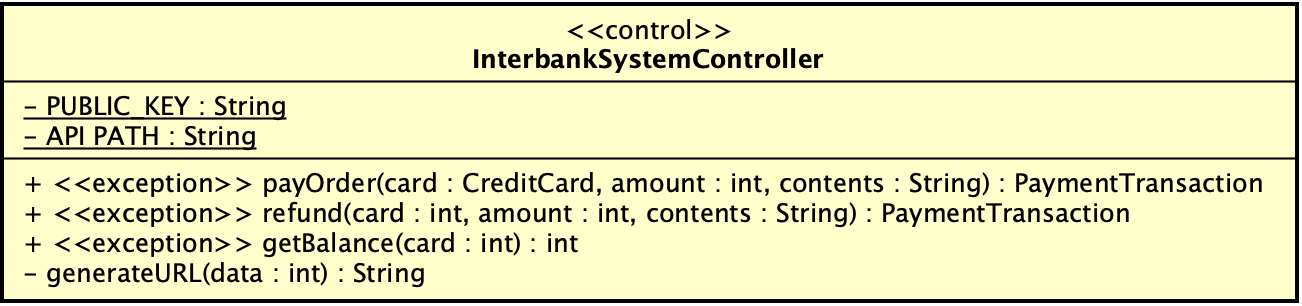 <<control>>
InterbankSystemController
- PUBLIC_KEY : String
- API PATH : String
+ <<exception>> payOrder(card : CreditCard, amount : int, contents : String) : PaymentTransaction
+ <<exception>> refund(card : int, amount : int, contents : String) : PaymentTransaction
+ <<exception>> getBalance(card : int) : int
- generateURL(data : int) : String